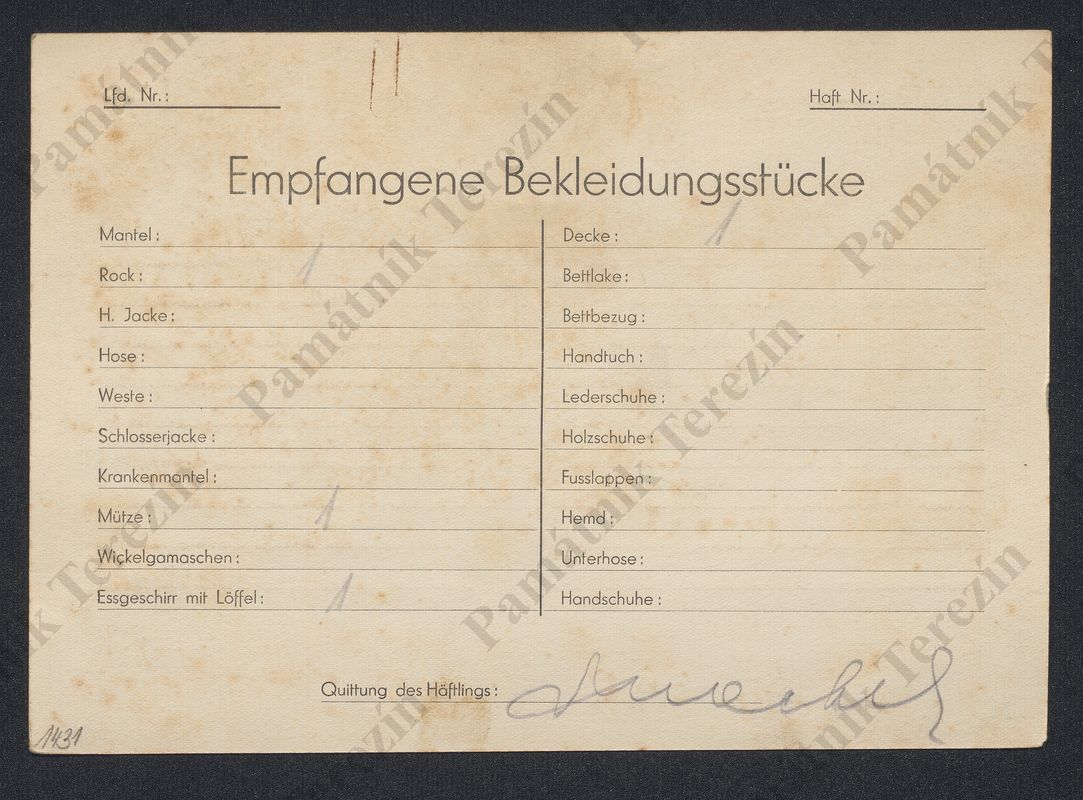 Lfd. Nr.:
Haft Nr.:
Empfangene Bekleidungsstücke
Mantel:
Rock: 1
H. Jacke:
Hose:
Weste:
Schlosserjacke:
Krankenmantel:
Mütze: 1
Wickelgamaschen:
Essgeschirr mit Löffel: 1
Decke: 1
Bettlake:
Bettbezug:
Handtuch:
Lederschuhe:
Holzschuhe:
Fusslappen:
Hemd:
Unterhose:
Handschuhe:
Quittung des Häftlings:
1431
Památník Terezín